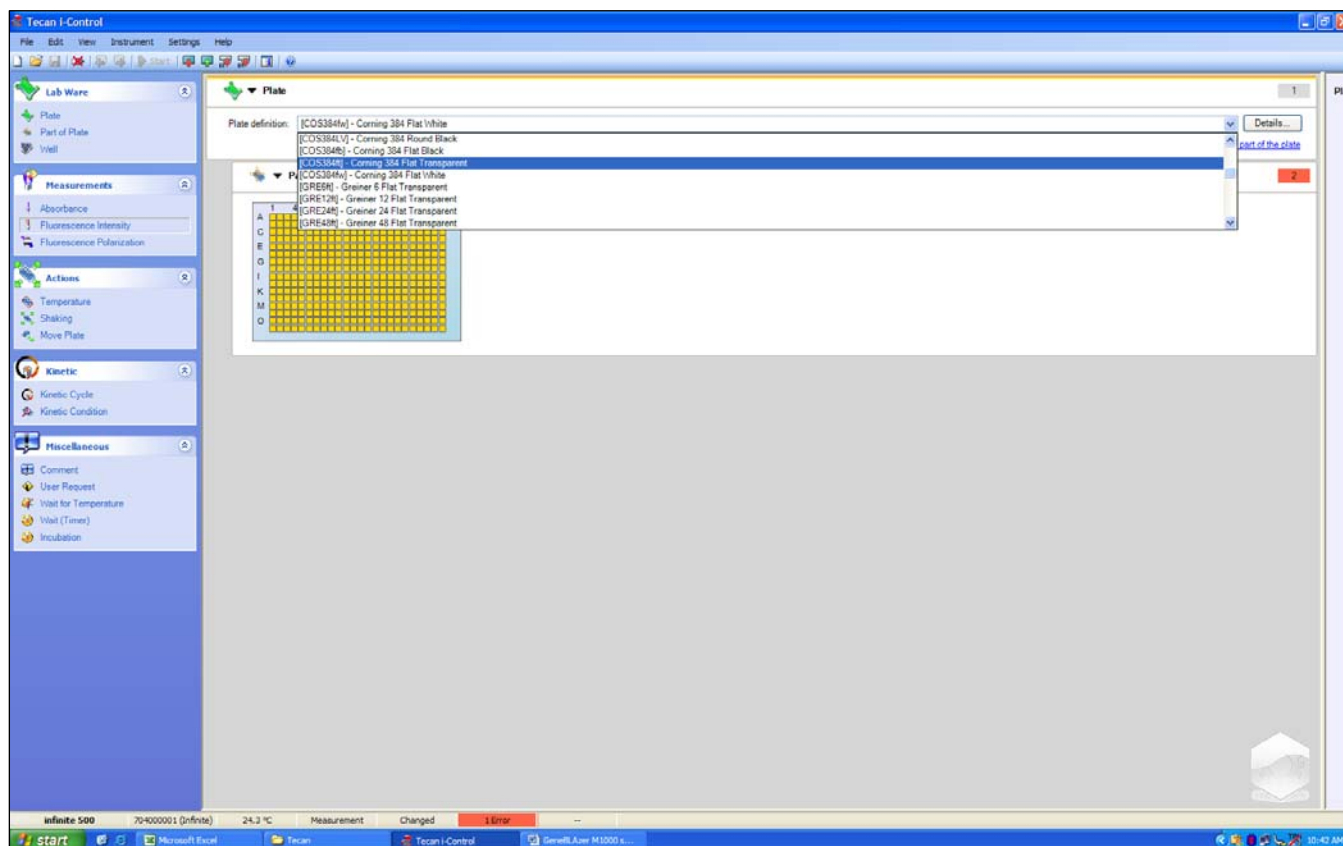 Tecan i-Control
File Edit View Instrument Settings Help
Start
Lab Ware
Plate
Part of Plate
Well
Measurements
Absorbance
Fluorescence Intensity
Fluorescence Polarization
Actions
Temperature
Shaking
Move Plate
Kinetic
Kinetic Cycle
Kinetic Condition
Miscellaneous
Comment
User Request
Wait for Temperature
Wait (Timer)
Incubation
Plate 1
Plate definition: [COS384fw] - Corning 384 Flat White Details...
[COS384LV] - Corning 384 Round Black
[COS384fb] - Corning 384 Flat Black
[COS384ft] - Corning 384 Flat Transparent
[COS384fw] - Corning 384 Flat White
[GRE6ft] - Greiner 6 Flat Transparent
[GRE12ft] - Greiner 12 Flat Transparent
[GRE24ft] - Greiner 24 Flat Transparent
[GRE48ft] - Greiner 48 Flat Transparent
part of the plate
2
1 4
A
C
E
G
I
K
M
O
infinite 500 704000001 (Infinite) 24.3 °C Measurement Changed 1 Error --
start Microsoft Excel Tecan Tecan i-Control GeneBLAzer M1000 s... 10:42 AM